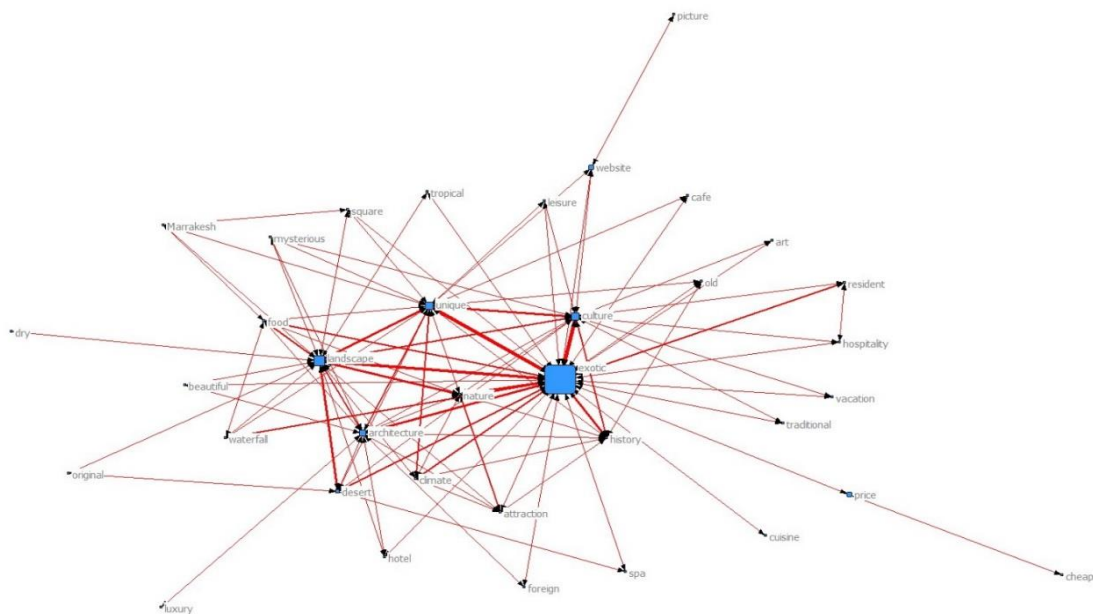 picture
website
tropical
leisure
cafe
square
Marrakesh
mysterious
art
old
resident
unique
culture
food
dry
hospitality
landscape
exotic
beautiful
nature
vacation
traditional
waterfall
architecture
history
original
climate
desert
price
attraction
cuisine
hotel
spa
cheap
foreign
luxury